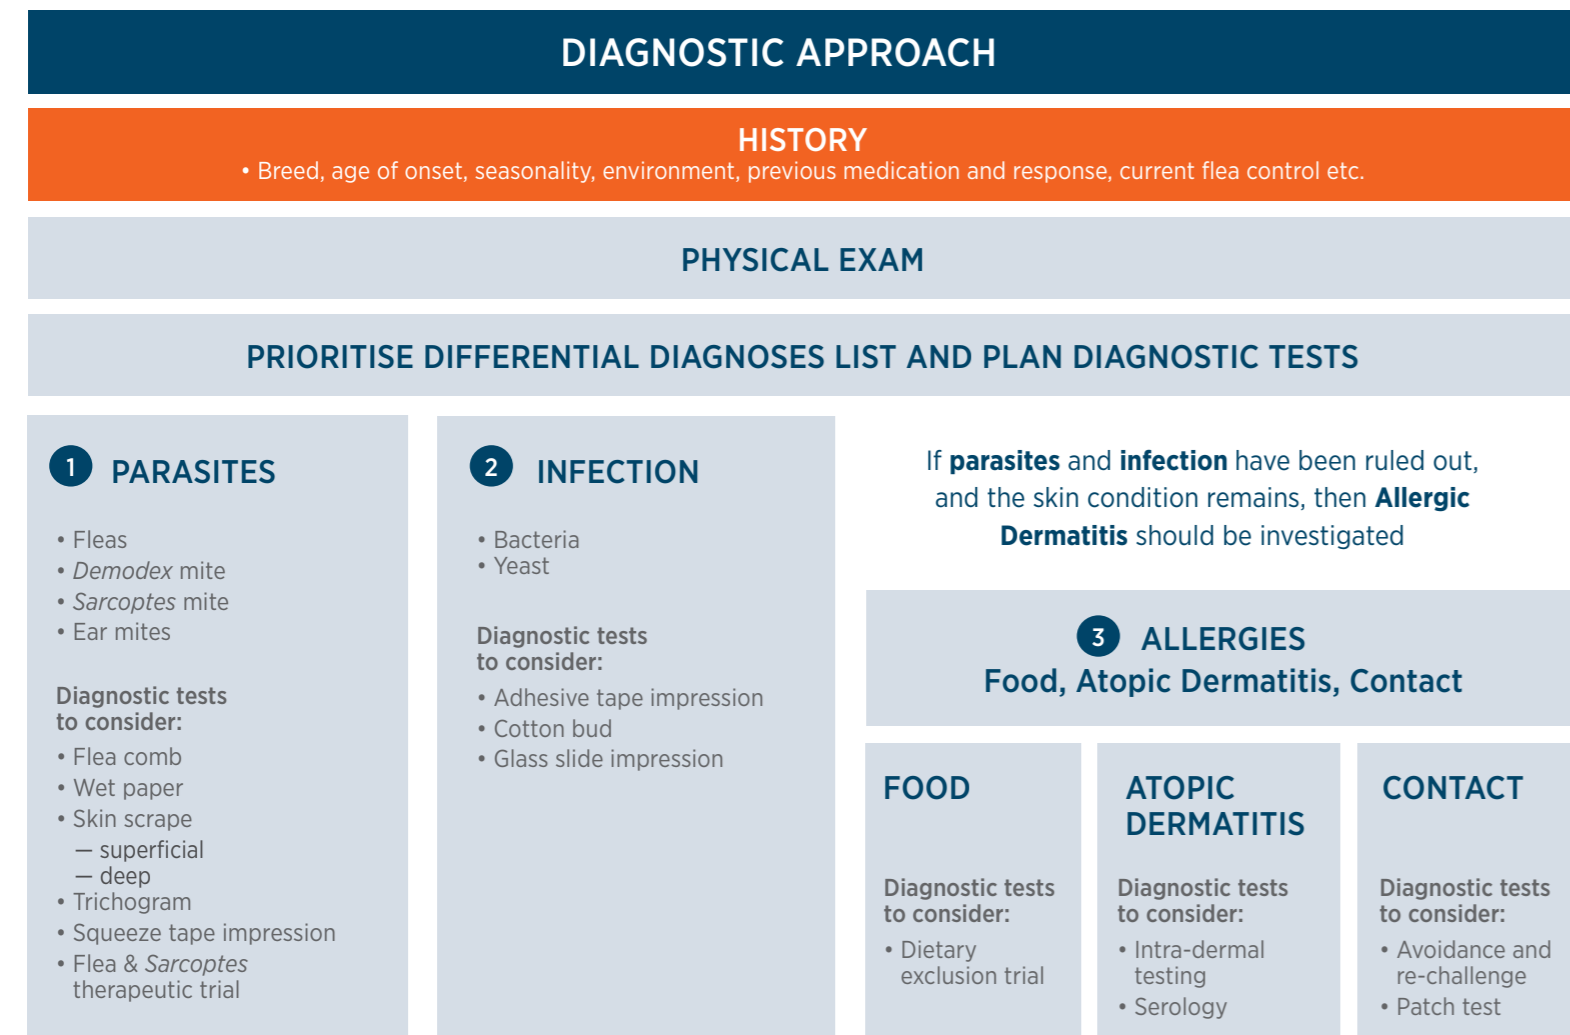 DIAGNOSTIC APPROACH
HISTORY
• Breed, age of onset, seasonality, environment, previous medication and response, current flea control etc.
PHYSICAL EXAM
PRIORITISE DIFFERENTIAL DIAGNOSES LIST AND PLAN DIAGNOSTIC TESTS
1 PARASITES
• Fleas
• Demodex mite
• Sarcoptes mite
• Ear mites
Diagnostic tests
to consider:
• Flea comb
• Wet paper
• Skin scrape
— superficial
— deep
• Trichogram
• Squeeze tape impression
• Flea & Sarcoptes
therapeutic trial
2 INFECTION
• Bacteria
• Yeast
Diagnostic tests
to consider:
• Adhesive tape impression
• Cotton bud
• Glass slide impression
If parasites and infection have been ruled out,
and the skin condition remains, then Allergic
Dermatitis should be investigated
3 ALLERGIES
Food, Atopic Dermatitis, Contact
FOOD
Diagnostic tests
to consider:
• Dietary
exclusion trial
ATOPIC
DERMATITIS
Diagnostic tests
to consider:
• Intra-dermal
testing
• Serology
CONTACT
Diagnostic tests
to consider:
• Avoidance and
re-challenge
• Patch test